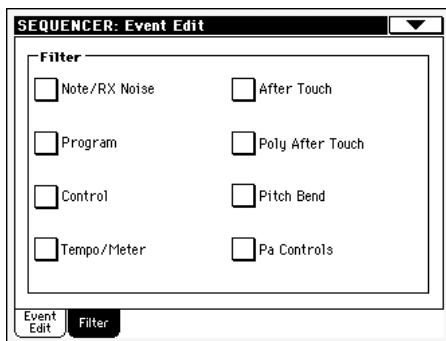 SEQUENCER: Event Edit
Filter
Note/RX Noise
After Touch
Program
Poly After Touch
Control
Pitch Bend
Tempo/Meter
Pa Controls
Event
Edit
Filter